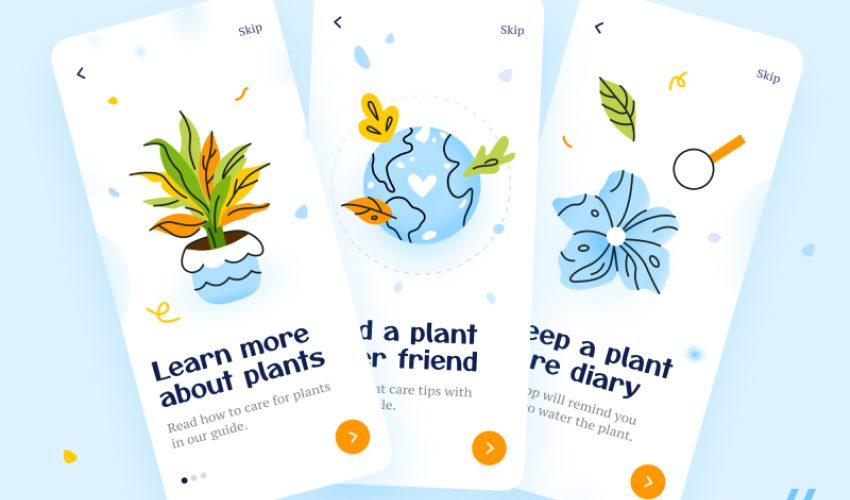 Skip
Learn more
about plants
Read how to care for plants
in our guide.
Skip
d a plant
er friend
nt care tips with
le.
Skip
eep a plant
re diary
pp will remind you
o water the plant.